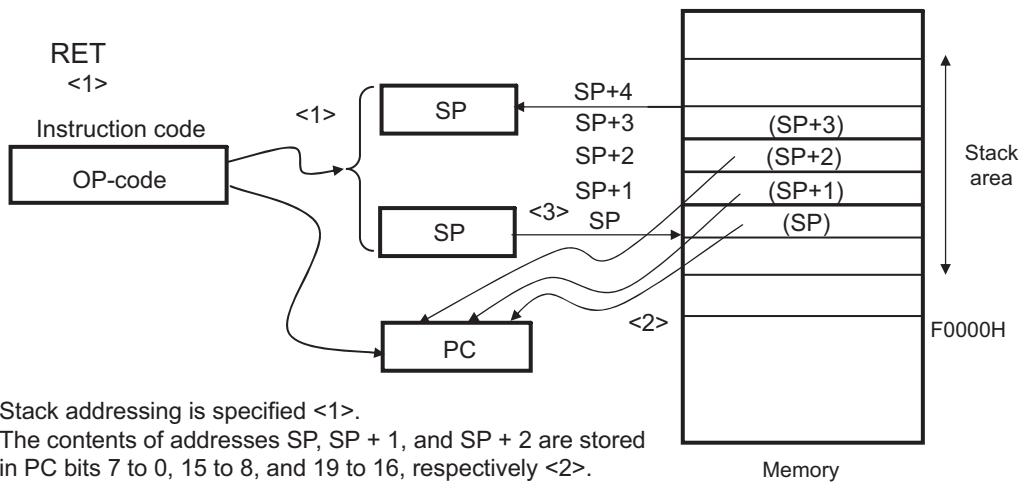 RET
<1>
Instruction code
OP-code
<1>
SP
SP
<3>
SP+4
SP+3
SP+2
SP+1
SP
(SP+3)
(SP+2)
(SP+1)
(SP)
Stack
area
<2>
PC
F0000H
Stack addressing is specified <1>.
The contents of addresses SP, SP + 1, and SP + 2 are stored
in PC bits 7 to 0, 15 to 8, and 19 to 16, respectively <2>.
Memory